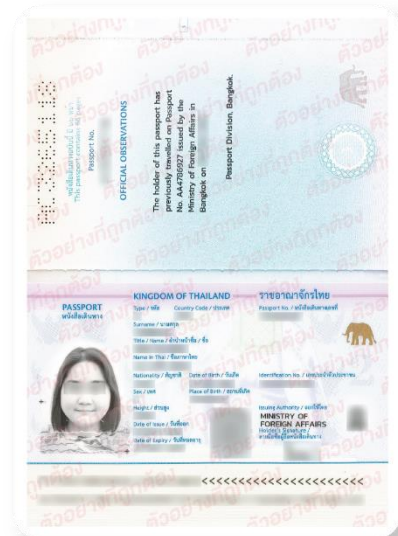 This passport contains
Passport No.
OFFICIAL OBSERVATIONS
The holder of this passport has
previously travelled on Passport
No. AA4786927 issued by the
Ministry of Foreign Affairs in
Bangkok on
Passport Division, Bangkok.
PASSPORT
หนังสือเดินทาง
KINGDOM OF THAILAND
ราชอาณาจักรไทย
Type / ชนิด Country Code / ประเทศ
Passport No. / หนังสือเดินทางเลขที่
Surname / นามสกุล
Title / Name / คำนำหน้าชื่อ / ชื่อ
Name in Thai / ชื่อภาษาไทย
Nationality / สัญชาติ Date of Birth / วันเกิด
Identification No. / เลขประจำตัวประชาชน
Sex / เพศ Place of Birth / สถานที่เกิด
Height / ส่วนสูง
Issuing Authority / ออกให้โดย
MINISTRY OF
FOREIGN AFFAIRS
Date of Issue / วันที่ออก
Holder's Signature /
ลายมือชื่อผู้ถือหนังสือเดินทาง
Date of Expiry / วันที่หมดอายุ
<<<<<<<<<<<<<<<<<<<<<<<
ตัวอย่างที่ถูกต้อง